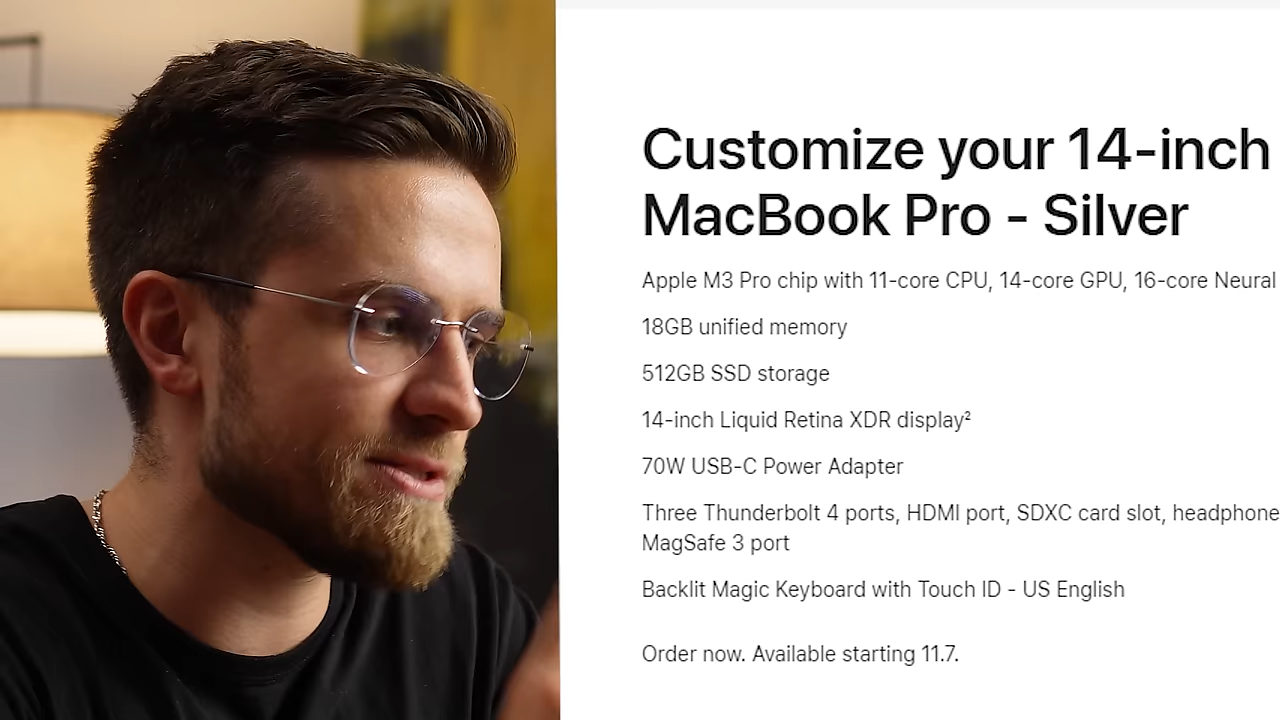 Customize your 14-inch
MacBook Pro - Silver
Apple M3 Pro chip with 11-core CPU, 14-core GPU, 16-core Neural
18GB unified memory
512GB SSD storage
14-inch Liquid Retina XDR display²
70W USB-C Power Adapter
Three Thunderbolt 4 ports, HDMI port, SDXC card slot, headphone
MagSafe 3 port
Backlit Magic Keyboard with Touch ID - US English
Order now. Available starting 11.7.